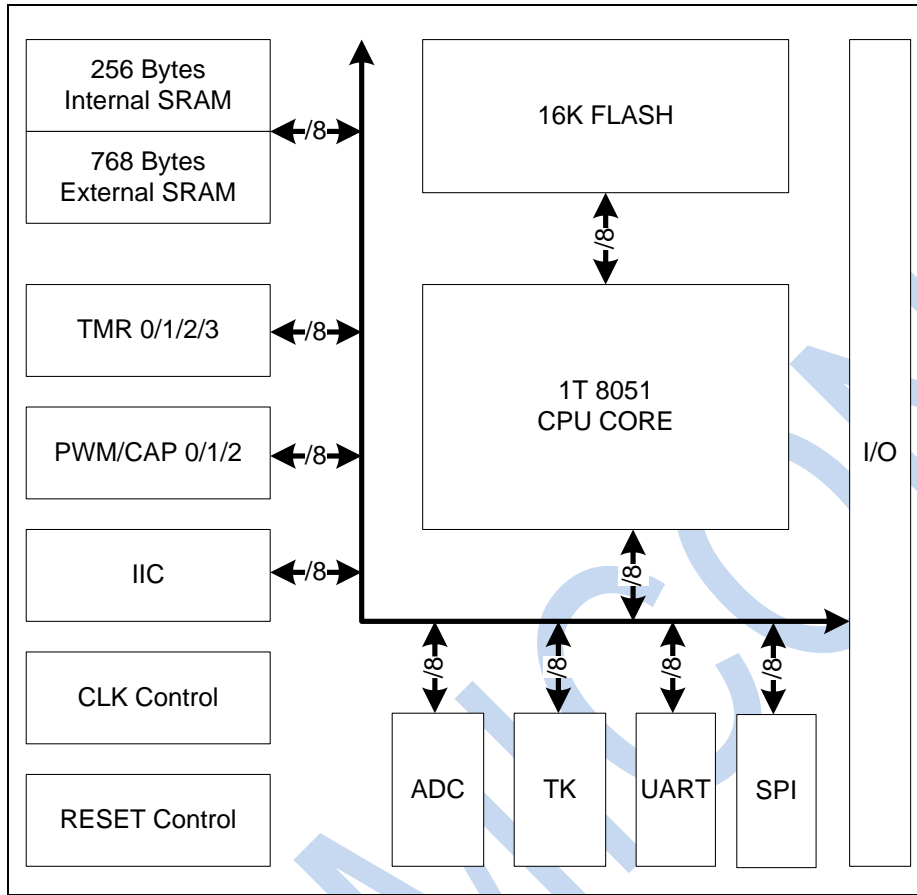 256 Bytes
Internal SRAM
768 Bytes
External SRAM
/8
16K FLASH
/8
TMR 0/1/2/3
/8
1T 8051
CPU CORE
PWM/CAP 0/1/2
/8
I/O
IIC
/8
/8
CLK Control
/8
/8
/8
/8
ADC
TK
UART
SPI
RESET Control